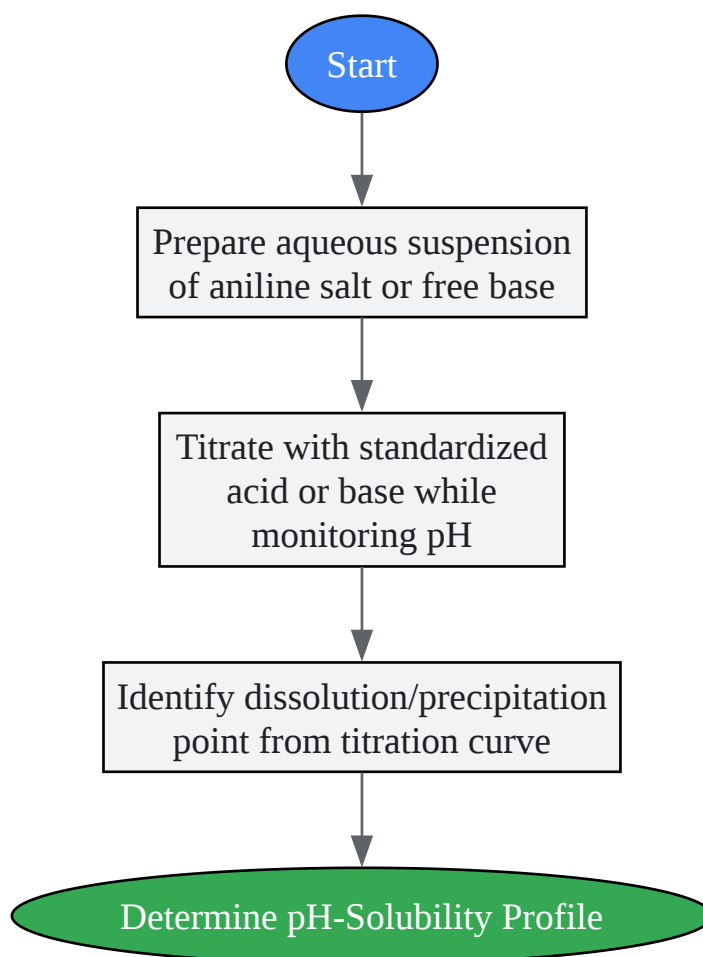 Start
Prepare aqueous suspension
of aniline salt or free base
Titrate with standardized
acid or base while
monitoring pH
Identify dissolution/precipitation
point from titration curve
Determine pH-Solubility Profile